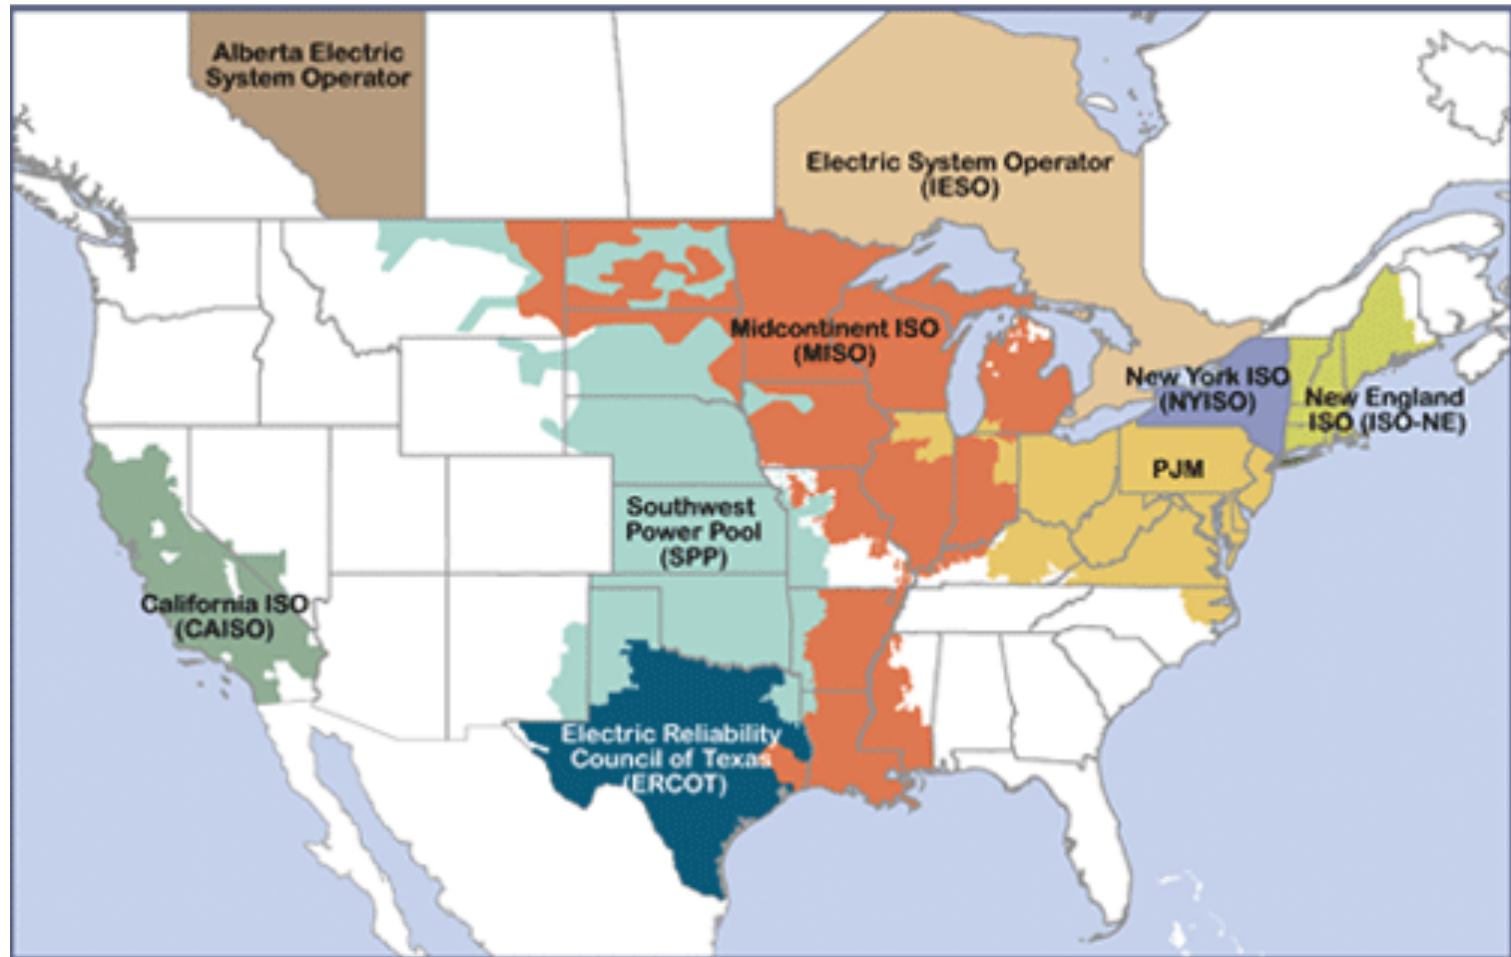 Alberta Electric
System Operator
Electric System Operator
(IESO)
Midcontinent ISO
(MISO)
New York ISO
(NYISO)
New England
ISO (ISO-NE)
PJM
Southwest
Power Pool
(SPP)
California ISO
(CAISO)
Electric Reliability
Council of Texas
(ERCOT)